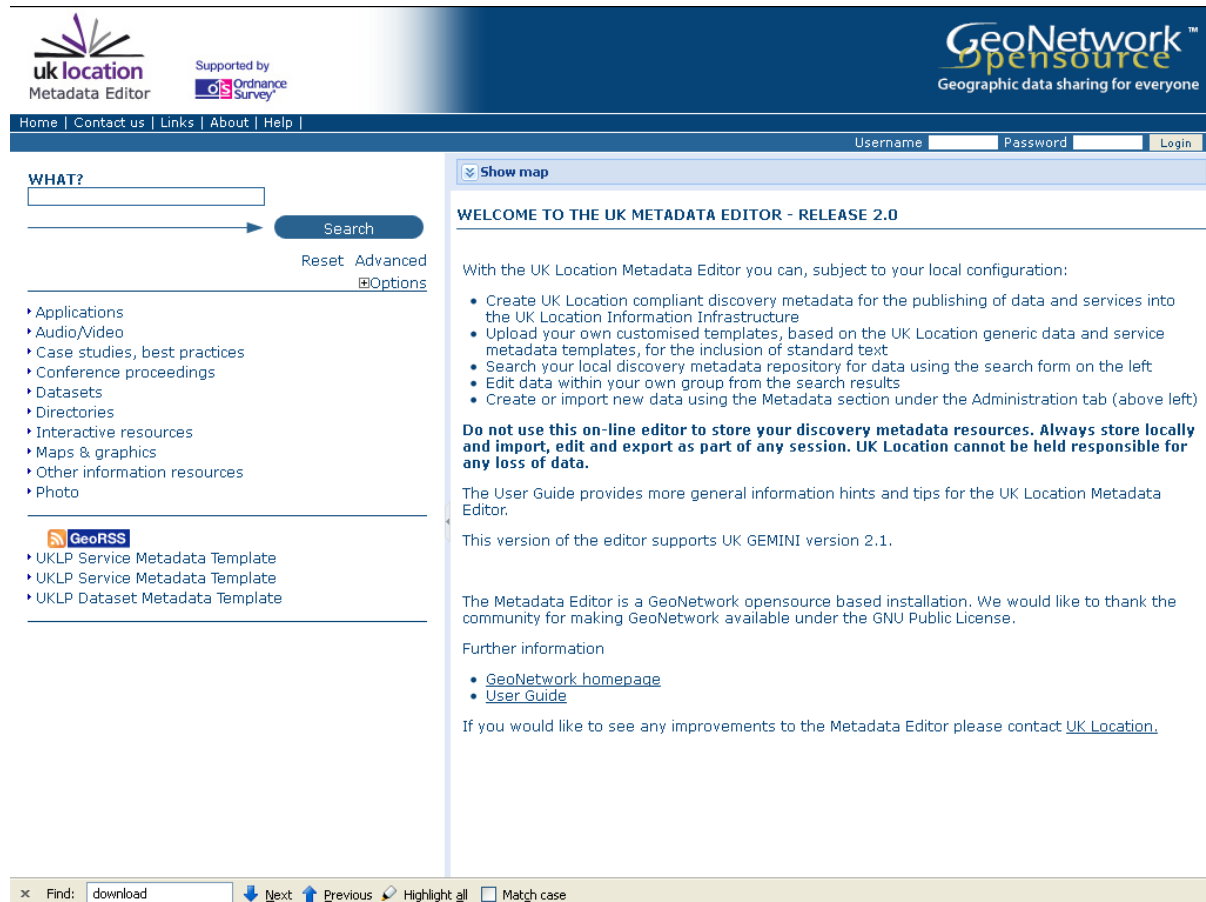 uk location
Metadata Editor
Supported by
OS Ordnance
Survey
GeoNetwork™
Opensource
Geographic data sharing for everyone
Home | Contact us | Links | About | Help |
Username Password Login
WHAT?
Search
Reset Advanced
Options
Applications
Audio/Video
Case studies, best practices
Conference proceedings
Datasets
Directories
Interactive resources
Maps & graphics
Other information resources
Photo
GeoRSS
UKLP Service Metadata Template
UKLP Service Metadata Template
UKLP Dataset Metadata Template
Show map
WELCOME TO THE UK METADATA EDITOR - RELEASE 2.0
With the UK Location Metadata Editor you can, subject to your local configuration:
• Create UK Location compliant discovery metadata for the publishing of data and services into
the UK Location Information Infrastructure
• Upload your own customised templates, based on the UK Location generic data and service
metadata templates, for the inclusion of standard text
• Search your local discovery metadata repository for data using the search form on the left
• Edit data within your own group from the search results
• Create or import new data using the Metadata section under the Administration tab (above left)
Do not use this on-line editor to store your discovery metadata resources. Always store locally
and import, edit and export as part of any session. UK Location cannot be held responsible for
any loss of data.
The User Guide provides more general information hints and tips for the UK Location Metadata
Editor.
This version of the editor supports UK GEMINI version 2.1.
The Metadata Editor is a GeoNetwork opensource based installation. We would like to thank the
community for making GeoNetwork available under the GNU Public License.
Further information
• GeoNetwork homepage
• User Guide
If you would like to see any improvements to the Metadata Editor please contact UK Location.
× Find: download Next Previous Highlight all Match case